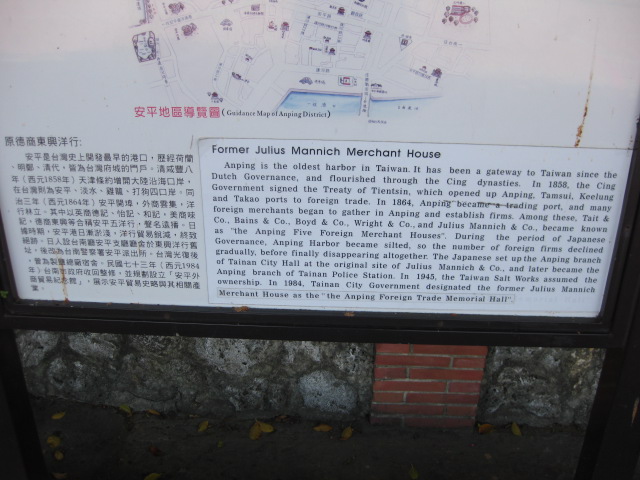 安平地區導覽圖(Guidance Map of Anping District)
原德商東興洋行:
安平是台灣史上開發最早的港口，歷經荷蘭
、明鄭、清代，皆為台灣府城的門戶。清咸豐八
年（西元1858年）天津條約增開大陸沿海口岸，
在台灣則為安平、淡水、雞籠、打狗四口岸。同
治三年（西元1864年）安平開埠，外商雲集，洋
行林立。其中以英商德記、怡記、和記，美商唻
記，德商東興等合稱安平五洋行，聲名遠播。日
據時期，安平港日漸淤淺，洋行貿易銳減，終致
絕跡。日人設台南廳安平支廳廳舍於東興洋行舊
址，後改為台南警察署安平派出所，台灣光復後
，曾為製鹽總廠宿舍。民國七十三年（西元1984
年）台南市政府收回整修，並規劃設立「安平外
商貿易紀念館」，展示安平貿易史略與其相關產
業。
Former Julius Mannich Merchant House
Anping is the oldest harbor in Taiwan. It has been a gateway to Taiwan since the
Dutch Governance, and flourished through the Cing dynasties. In 1858, the Cing
Government signed the Treaty of Tientsin, which opened up Anping, Tamsui, Keelung
and Takao ports to foreign trade. In 1864, Anping became a trading port, and many
foreign merchants began to gather in Anping and establish firms. Among these, Tait &
Co., Bains & Co., Boyd & Co., Wright & Co., and Julius Mannich & Co., became known
as "the Anping Five Foreign Merchant Houses". During the period of Japanese
Governance, Anping Harbor became silted, so the number of foreign firms declined
gradually, before finally disappearing altogether. The Japanese set up the Anping branch
of Tainan City Hall at the original site of Julius Mannich & Co., and later became the
Anping branch of Tainan Police Station. In 1945, the Taiwan Salt Works assumed the
ownership. In 1984, Tainan City Government designated the former Julius Mannich
Merchant House as the "the Anping Foreign Trade Memorial Hall".